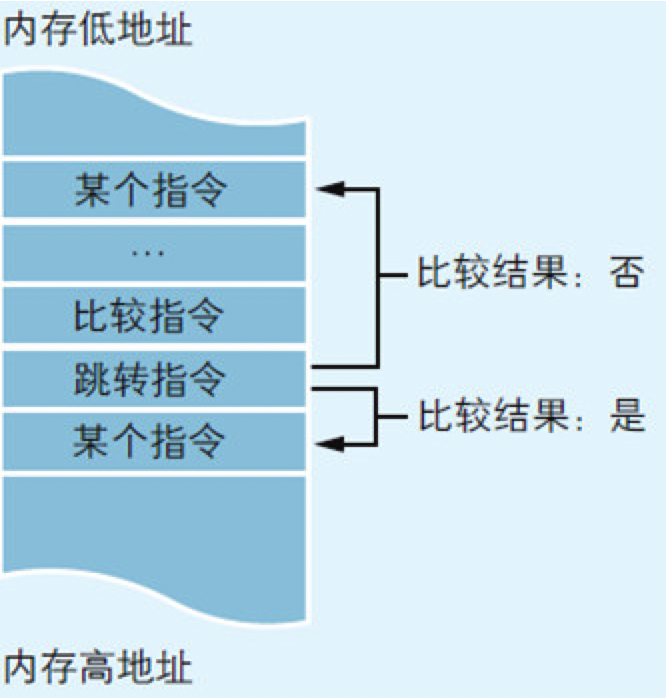 内存低地址
某个指令
…
比较指令
跳转指令
某个指令
比较结果：否
比较结果：是
内存高地址